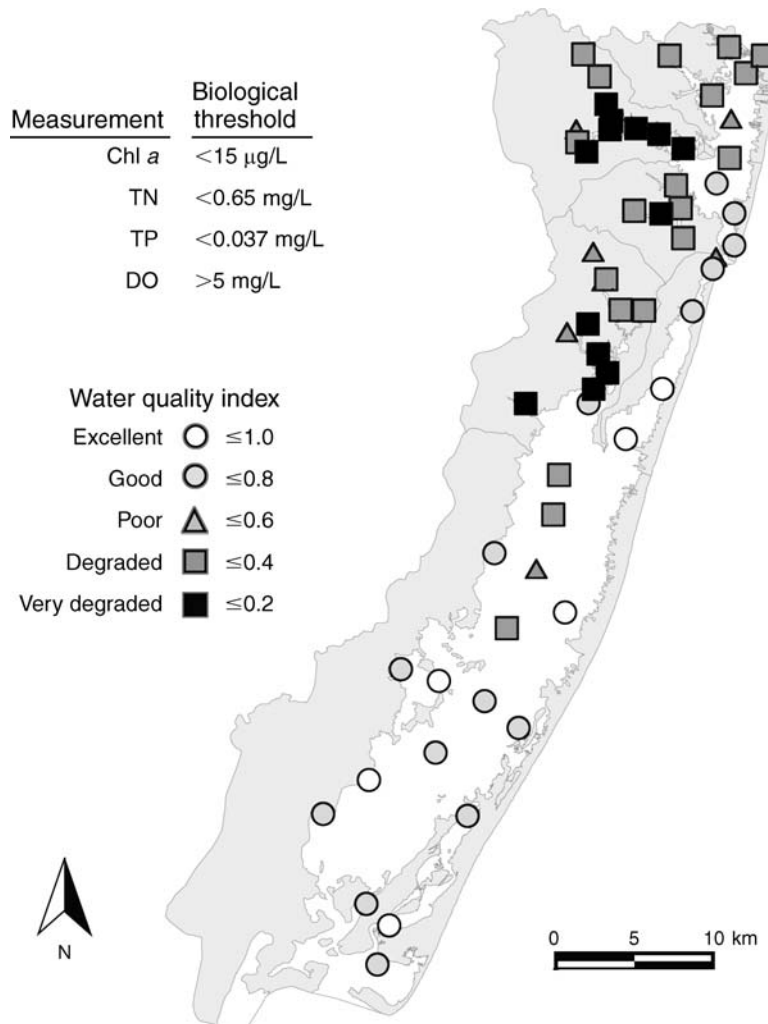 Measurement Biological threshold
Chl a <15 μg/L
TN <0.65 mg/L
TP <0.037 mg/L
DO >5 mg/L
Water quality index
Excellent ≤1.0
Good ≤0.8
Poor ≤0.6
Degraded ≤0.4
Very degraded ≤0.2
N
0 5 10 km